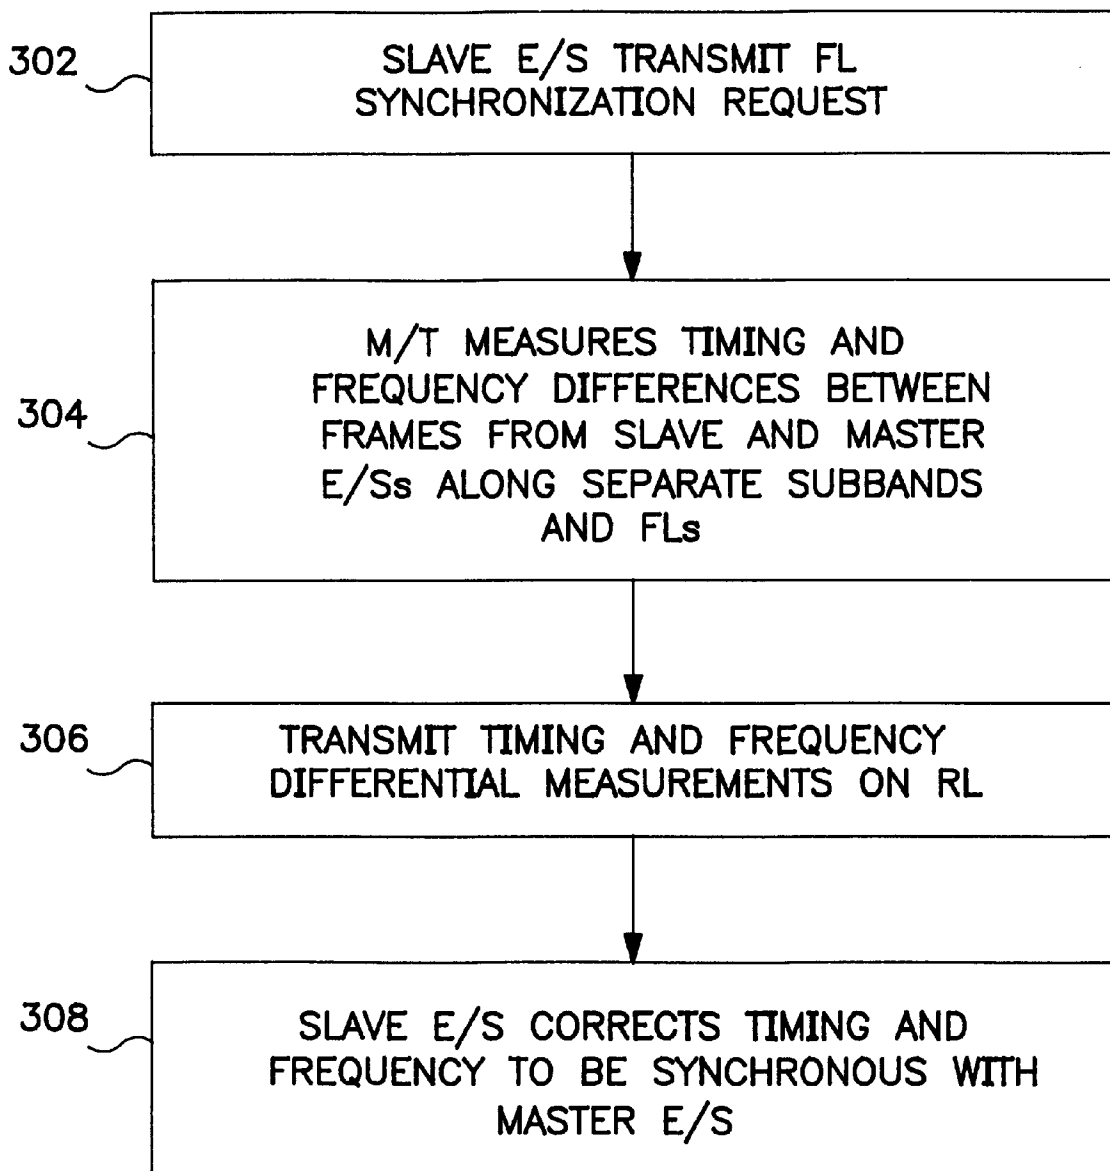 302
SLAVE E/S TRANSMIT FL
SYNCHRONIZATION REQUEST
304
M/T MEASURES TIMING AND
FREQUENCY DIFFERENCES BETWEEN
FRAMES FROM SLAVE AND MASTER
E/Ss ALONG SEPARATE SUBBANDS
AND FLs
306
TRANSMIT TIMING AND FREQUENCY
DIFFERENTIAL MEASUREMENTS ON RL
308
SLAVE E/S CORRECTS TIMING AND
FREQUENCY TO BE SYNCHRONOUS WITH
MASTER E/S